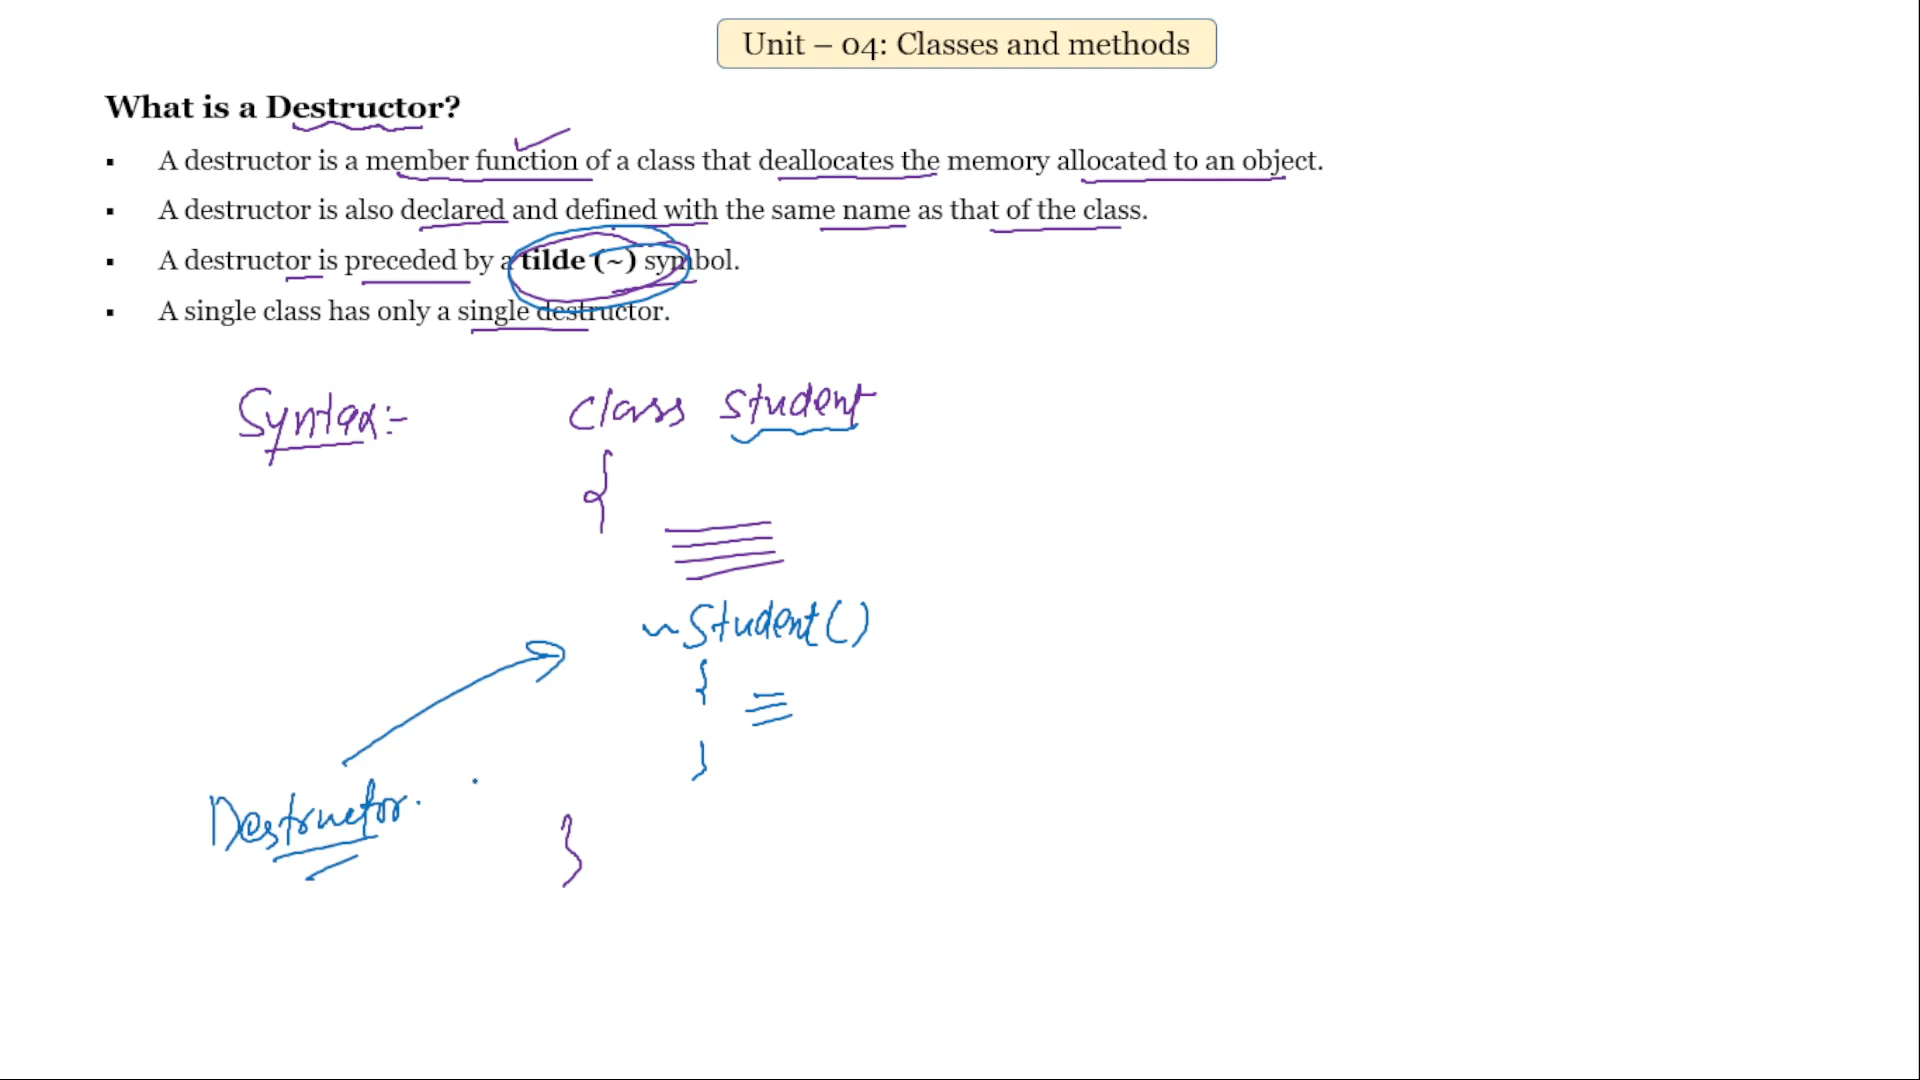 Unit – 04: Classes and methods
What is a Destructor?
▪ A destructor is a member function of a class that deallocates the memory allocated to an object.
▪ A destructor is also declared and defined with the same name as that of the class.
▪ A destructor is preceded by a tilde (~) symbol.
▪ A single class has only a single destructor.
Syntax:- class Student
{
~Student()
{
}
Destructor.
}